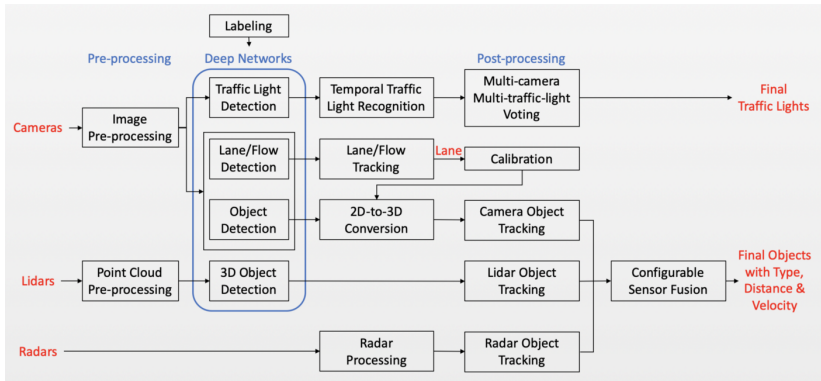 Labeling
Pre-processing
Deep Networks
Post-processing
Traffic Light
Detection
Temporal Traffic
Light Recognition
Multi-camera
Multi-traffic-light
Voting
Final
Traffic Lights
Cameras
Image
Pre-processing
Lane/Flow
Detection
Lane/Flow
Tracking
Lane
Calibration
Object
Detection
2D-to-3D
Conversion
Camera Object
Tracking
Lidars
Point Cloud
Pre-processing
3D Object
Detection
Lidar Object
Tracking
Configurable
Sensor Fusion
Final Objects
with Type,
Distance &
Velocity
Radars
Radar
Processing
Radar Object
Tracking